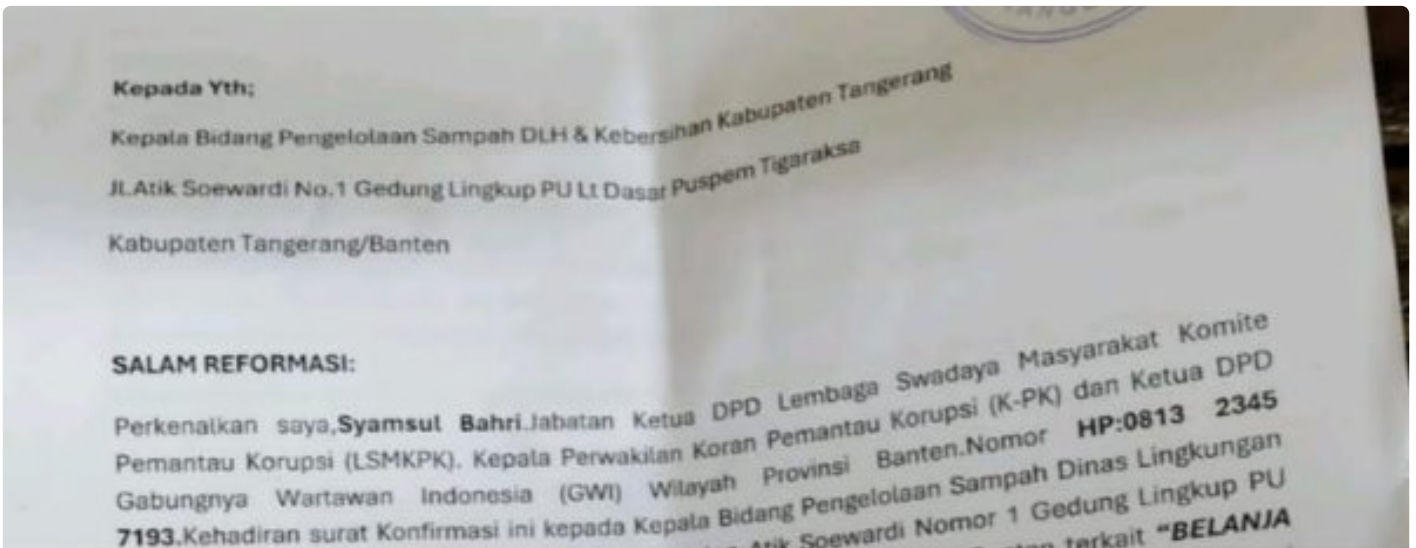 TANGE
Kepada Yth;
Kepala Bidang Pengelolaan Sampah DLH & Kebersihan Kabupaten Tangerang
Jl.Atik Soewardi No.1 Gedung Lingkup PU Lt Dasar Puspem Tigaraksa
Kabupaten Tangerang/Banten
SALAM REFORMASI:
Perkenalkan saya,Syamsul Bahri.Jabatan Ketua DPD Lembaga Swadaya Masyarakat Komite
Pemantau Korupsi (LSMKPK). Kepala Perwakilan Koran Pemantau Korupsi (K-PK) dan Ketua DPD
Gabungnya Wartawan Indonesia (GWI) Wilayah Provinsi Banten.Nomor HP:0813 2345
7193.Kehadiran surat Konfirmasi ini kepada Kepala Bidang Pengelolaan Sampah Dinas Lingkungan
Atik Soewardi Nomor 1 Gedung Lingkup PU
terkait "BELANJA